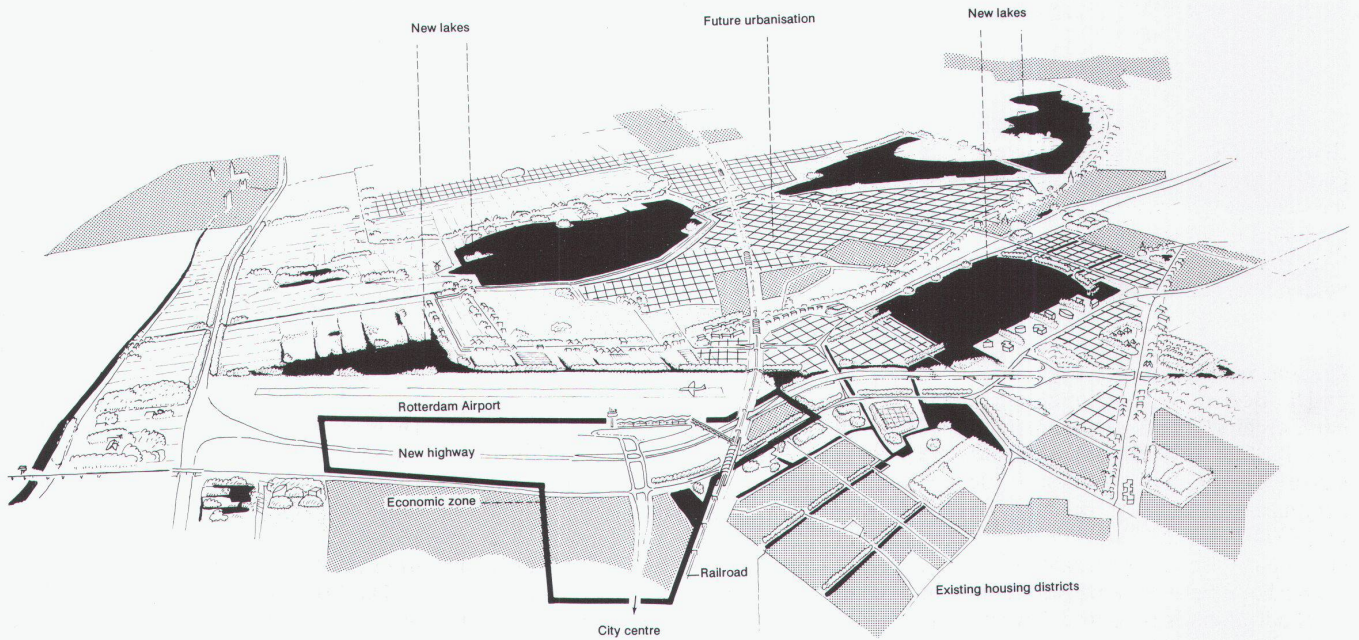 New lakes
Future urbanisation
New lakes
Rotterdam Airport
New highway
Economic zone
Railroad
Existing housing districts
City centre